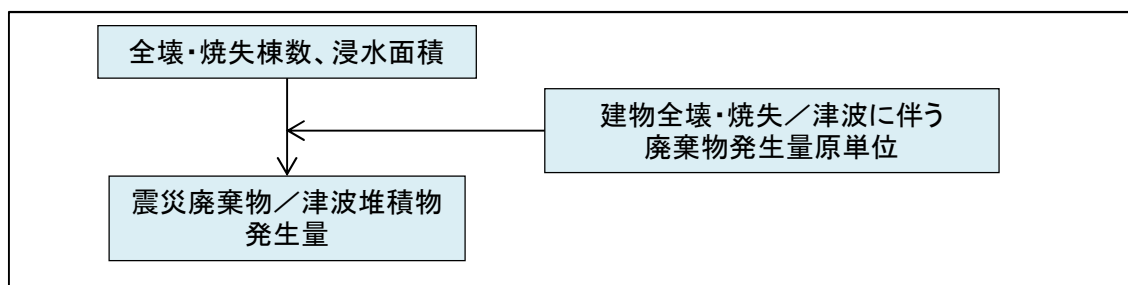 全壊・焼失棟数、浸水面積
建物全壊・焼失／津波に伴う
廃棄物発生量原単位
震災廃棄物／津波堆積物
発生量